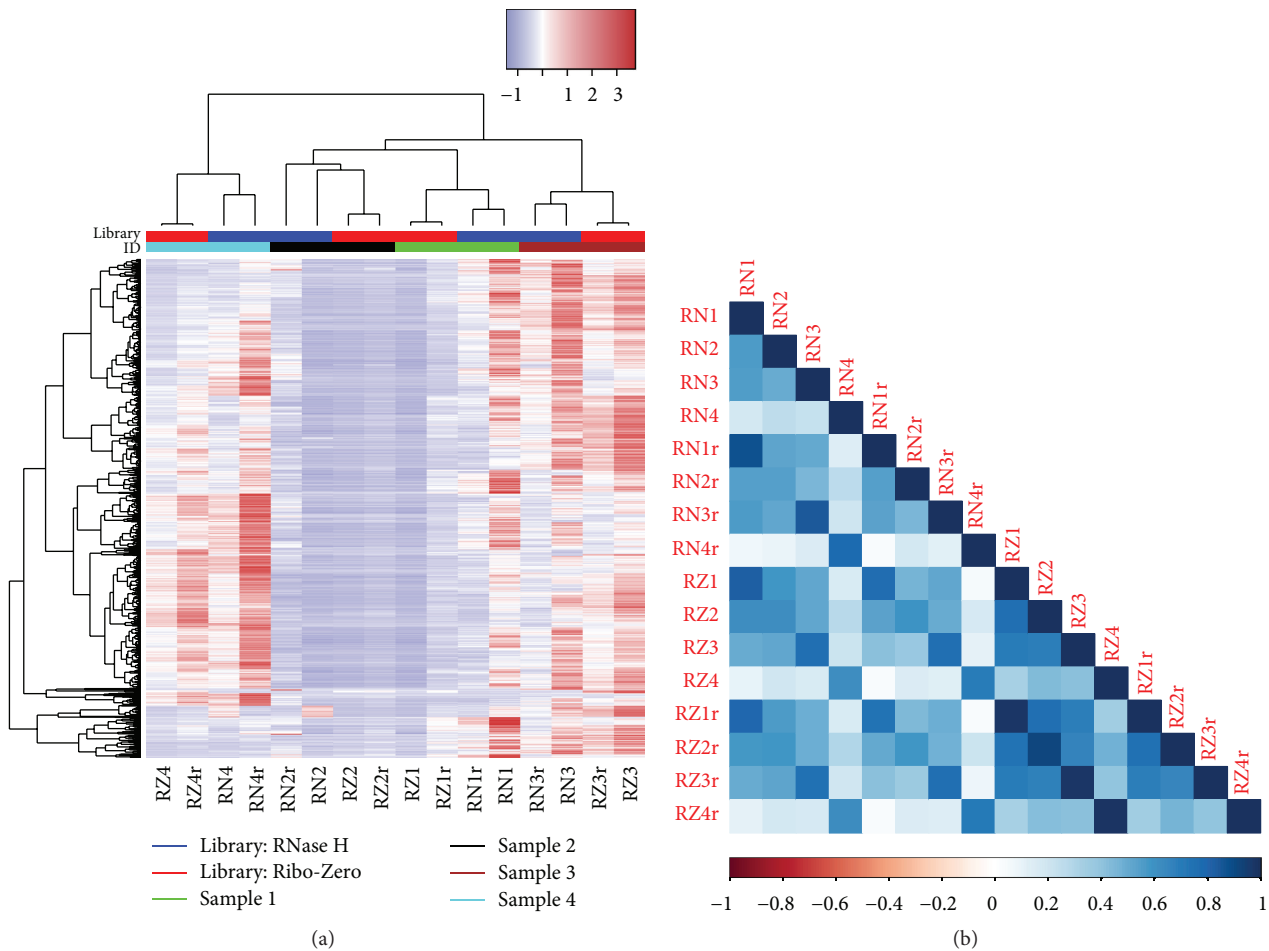 −1 1 2 3
Library
ID
RZ4 RZ4r RN4 RN4r RN2r RN2 RZ2 RZ2r RZ1 RZ1r RN1r RN1 RN3r RN3 RZ3r RZ3
Library: RNase H
Library: Ribo-Zero
Sample 1
Sample 2
Sample 3
Sample 4
(a)
RN1 RN2 RN3 RN4 RN1r RN2r RN3r RN4r RZ1 RZ2 RZ3 RZ4 RZ1r RZ2r RZ3r RZ4r
RN1
RN2
RN3
RN4
RN1r
RN2r
RN3r
RN4r
RZ1
RZ2
RZ3
RZ4
RZ1r
RZ2r
RZ3r
RZ4r
−1 −0.8 −0.6 −0.4 −0.2 0 0.2 0.4 0.6 0.8 1
(b)